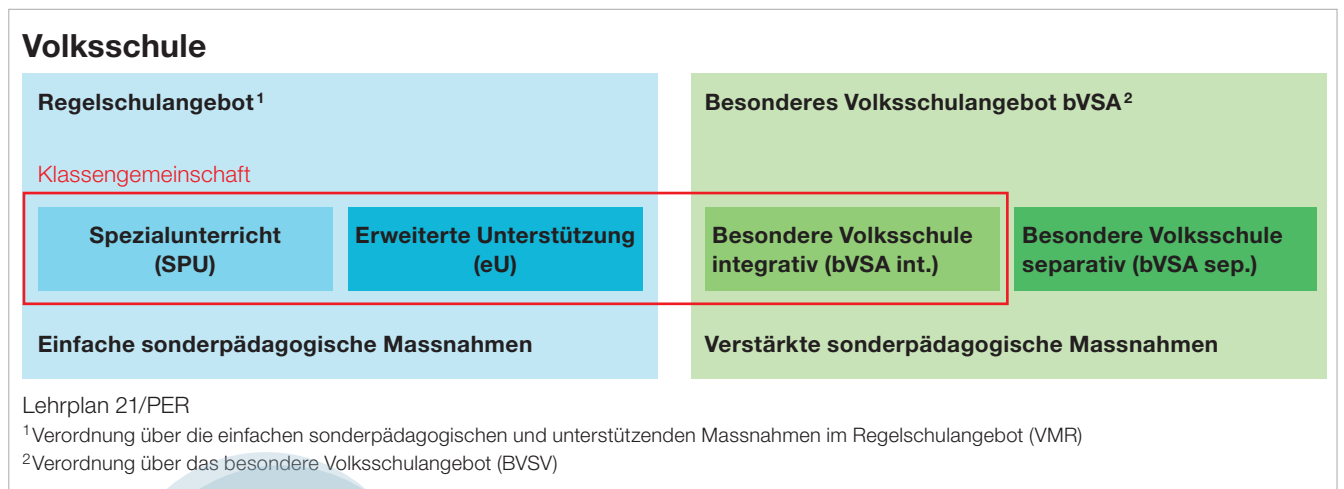 Volksschule
Regelschulangebot¹
Besonderes Volksschulangebot bVSA²
Klassengemeinschaft
Spezialunterricht
(SPU)
Erweiterte Unterstützung
(eU)
Besondere Volksschule
integrativ (bVSA int.)
Besondere Volksschule
separativ (bVSA sep.)
Einfache sonderpädagogische Massnahmen
Verstärkte sonderpädagogische Massnahmen
Lehrplan 21/PER
¹Verordnung über die einfachen sonderpädagogischen und unterstützenden Massnahmen im Regelschulangebot (VMR)
²Verordnung über das besondere Volksschulangebot (BVSV)